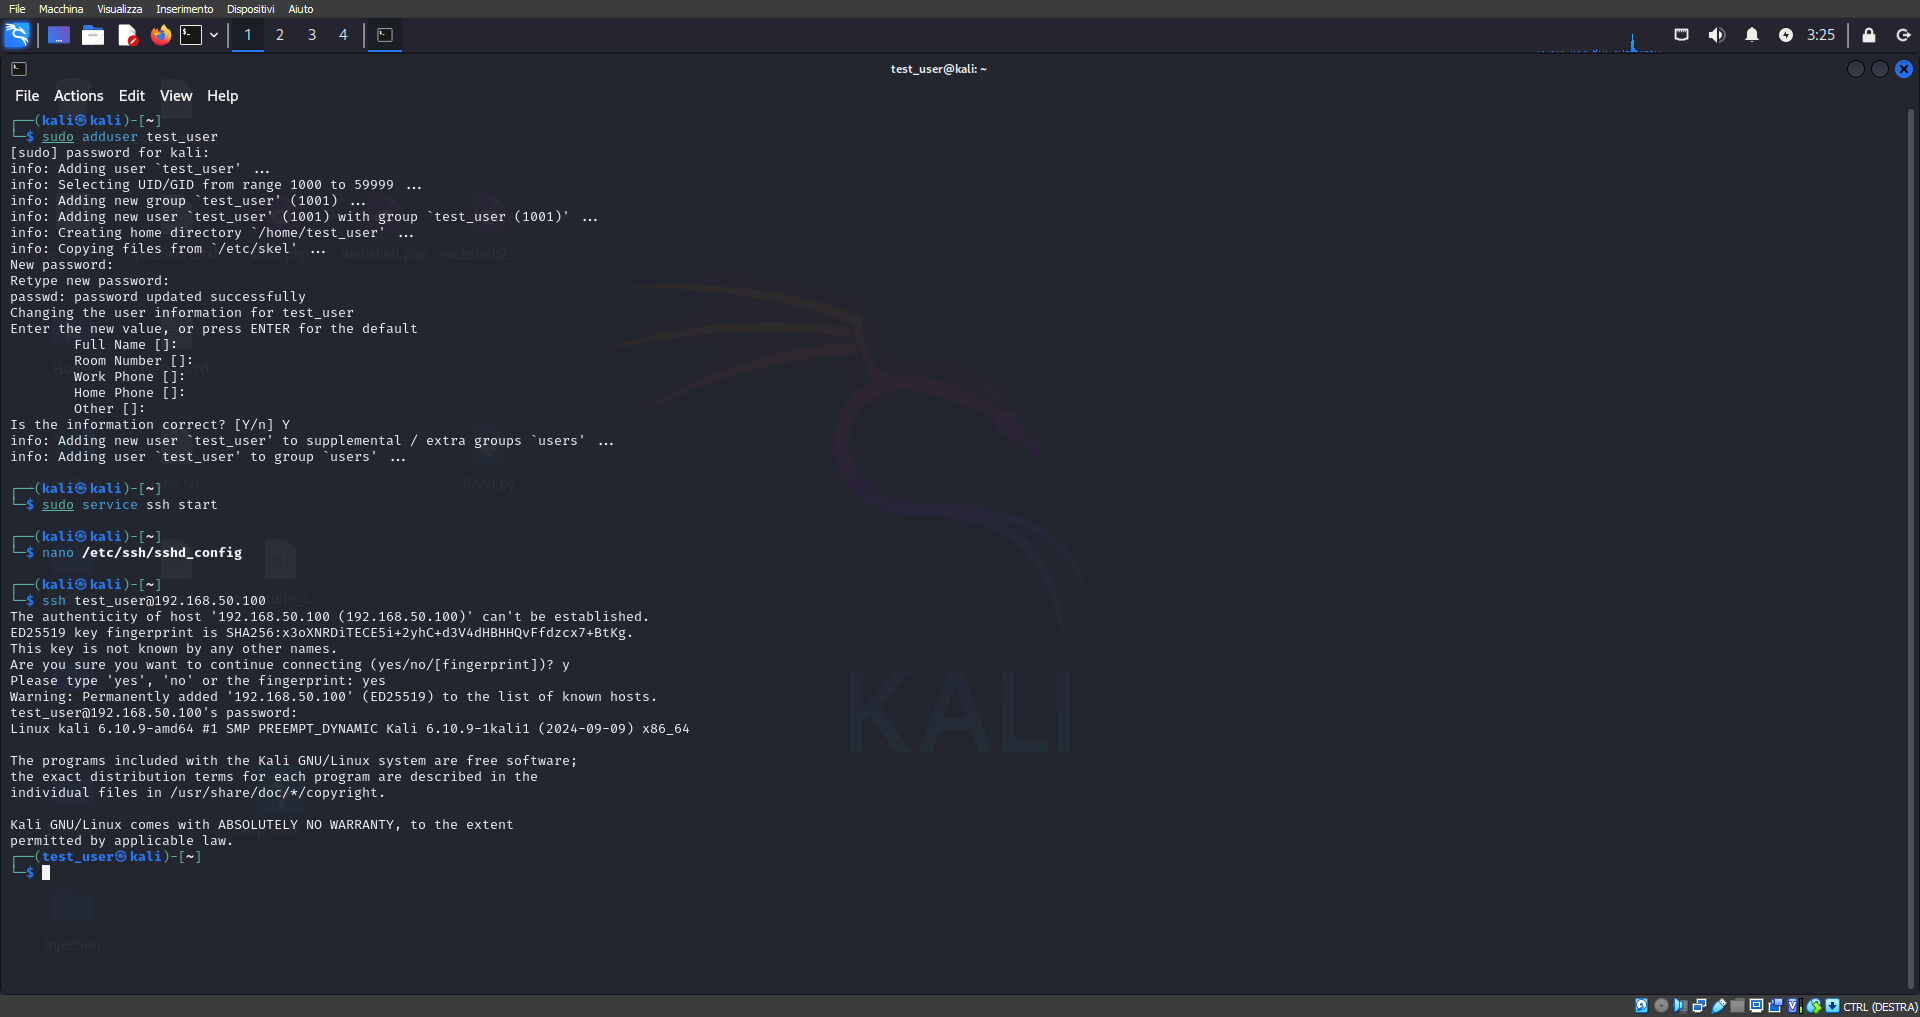 File Macchina Visualizza Inserimento Dispositivi Aiuto
1 2 3 4 3:25
test_user@kali: ~
File Actions Edit View Help
┌──(kali㉿kali)-[~]
└─$ sudo adduser test_user
[sudo] password for kali:
info: Adding user `test_user' ...
info: Selecting UID/GID from range 1000 to 59999 ...
info: Adding new group `test_user' (1001) ...
info: Adding new user `test_user' (1001) with group `test_user (1001)' ...
info: Creating home directory `/home/test_user' ...
info: Copying files from `/etc/skel' ...
webshell.php webshell2....
New password:
Retype new password:
passwd: password updated successfully
Changing the user information for test_user
Enter the new value, or press ENTER for the default
Full Name []:
Room Number []:
Work Phone []:
Home Phone []:
Other []:
Is the information correct? [Y/n] Y
info: Adding new user `test_user' to supplemental / extra groups `users' ...
info: Adding user `test_user' to group `users' ...
flood.py
┌──(kali㉿kali)-[~]
└─$ sudo service ssh start
┌──(kali㉿kali)-[~]
└─$ nano /etc/ssh/sshd_config
┌──(kali㉿kali)-[~]
└─$ ssh test_user@192.168.50.100
The authenticity of host '192.168.50.100 (192.168.50.100)' can't be established.
ED25519 key fingerprint is SHA256:x3oXNRDiTECE5i+2yhC+d3V4dHBHHQvFfdzcx7+BtKg.
This key is not known by any other names.
Are you sure you want to continue connecting (yes/no/[fingerprint])? y
Please type 'yes', 'no' or the fingerprint: yes
Warning: Permanently added '192.168.50.100' (ED25519) to the list of known hosts.
test_user@192.168.50.100's password:
Linux kali 6.10.9-amd64 #1 SMP PREEMPT_DYNAMIC Kali 6.10.9-1kali1 (2024-09-09) x86_64
KALI
The programs included with the Kali GNU/Linux system are free software;
the exact distribution terms for each program are described in the
individual files in /usr/share/doc/*/copyright.
Kali GNU/Linux comes with ABSOLUTELY NO WARRANTY, to the extent
permitted by applicable law.
┌──(test_user㉿kali)-[~]
└─$
Injection
CTRL (DESTRA)